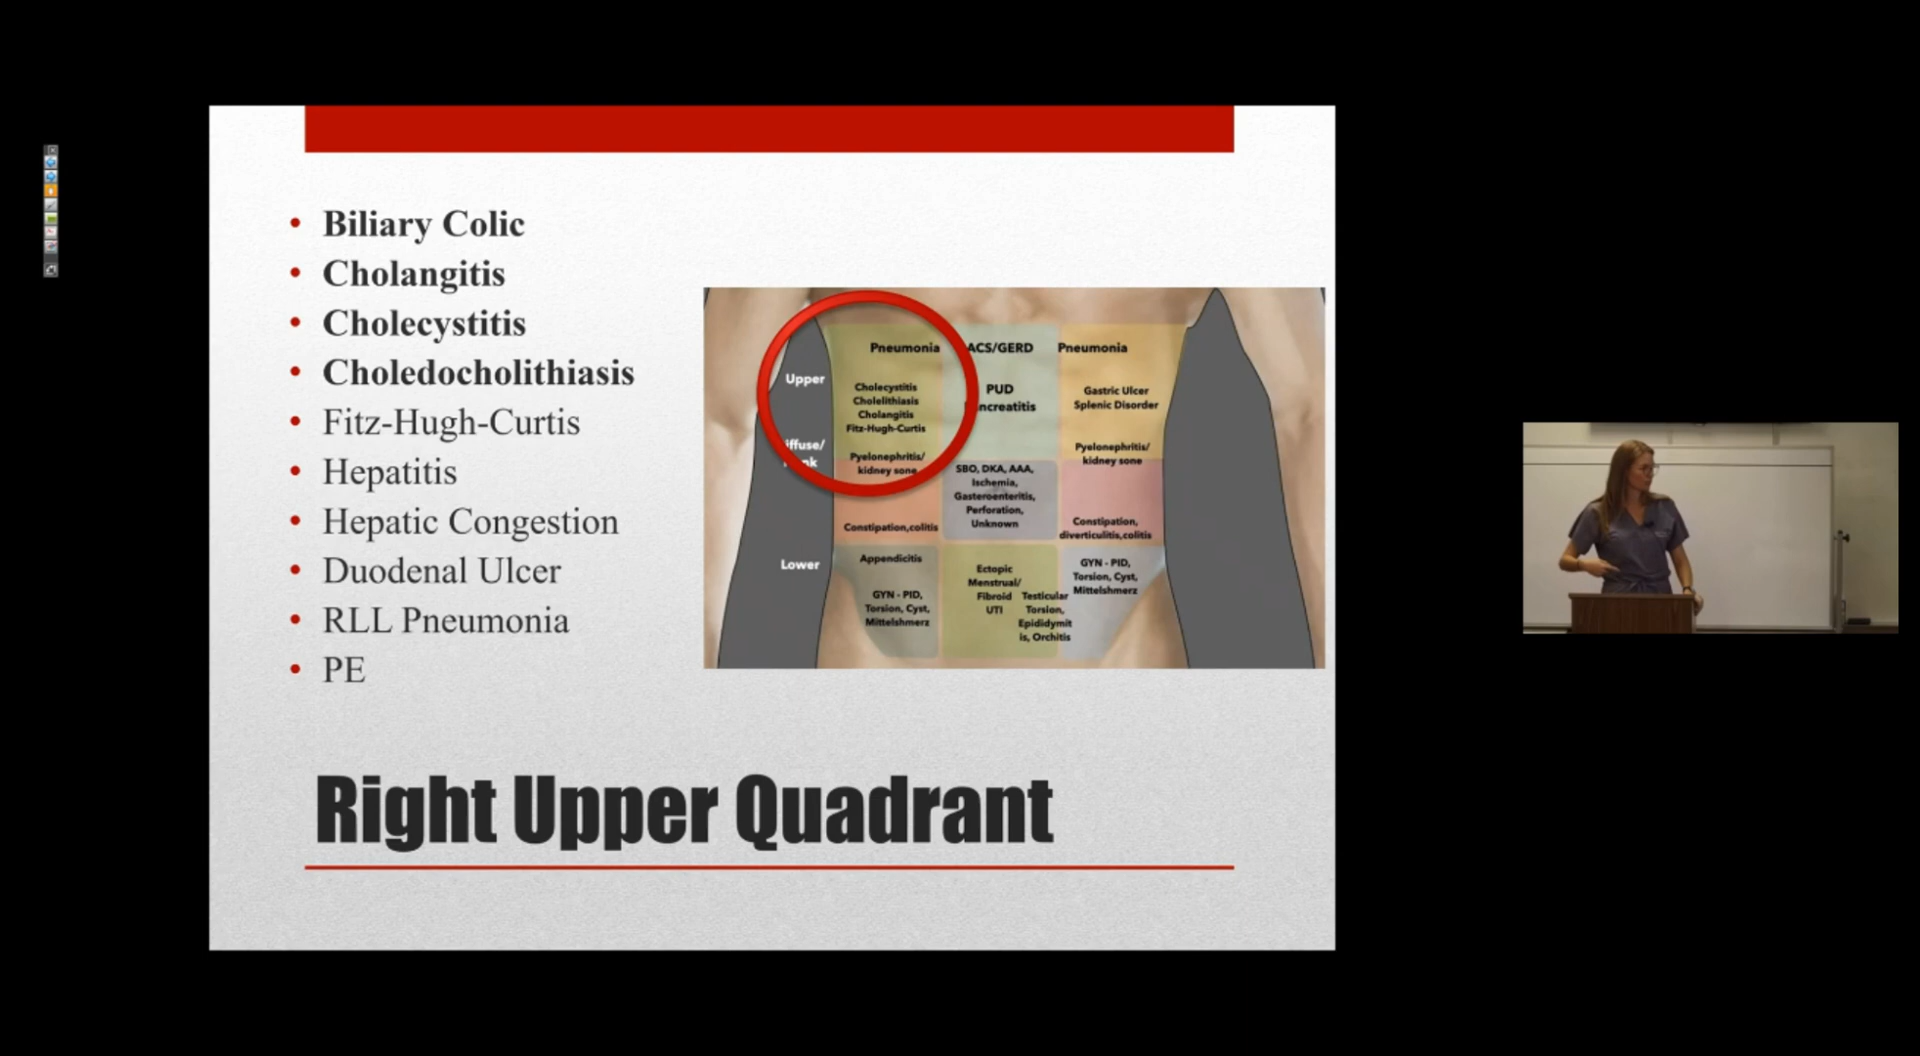 Biliary Colic
Cholangitis
Cholecystitis
Choledocholithiasis
Fitz-Hugh-Curtis
Hepatitis
Hepatic Congestion
Duodenal Ulcer
RLL Pneumonia
PE
Pneumonia
ACS/GERD
Pneumonia
Upper
Cholecystitis
Cholelithiasis
Cholangitis
Fitz-Hugh-Curtis
PUD
ncreatitis
Gastric Ulcer
Splenic Disorder
iffuse/
nk
Pyelonephritis/
kidney sone
SBO, DKA, AAA,
Ischemia,
Gasteroenteritis,
Perforation,
Unknown
Pyelonephritis/
kidney sone
Constipation,colitis
Constipation,
diverticulitis,colitis
Lower
Appendicitis
GYN - PID,
Torsion, Cyst,
Mittelshmerz
Ectopic
Menstrual/
Fibroid
UTI
Testicular
Torsion,
Epididymit
is, Orchitis
GYN - PID,
Torsion, Cyst,
Mittelshmerz
Right Upper Quadrant